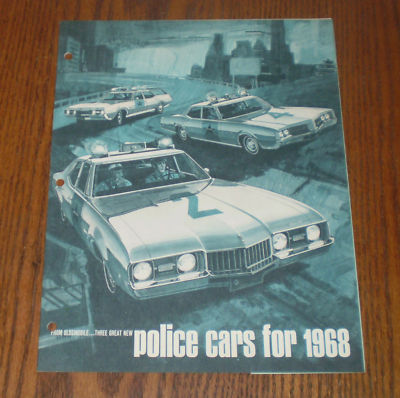 FROM OLDSMOBILE...THREE GREAT NEW
police cars for 1968